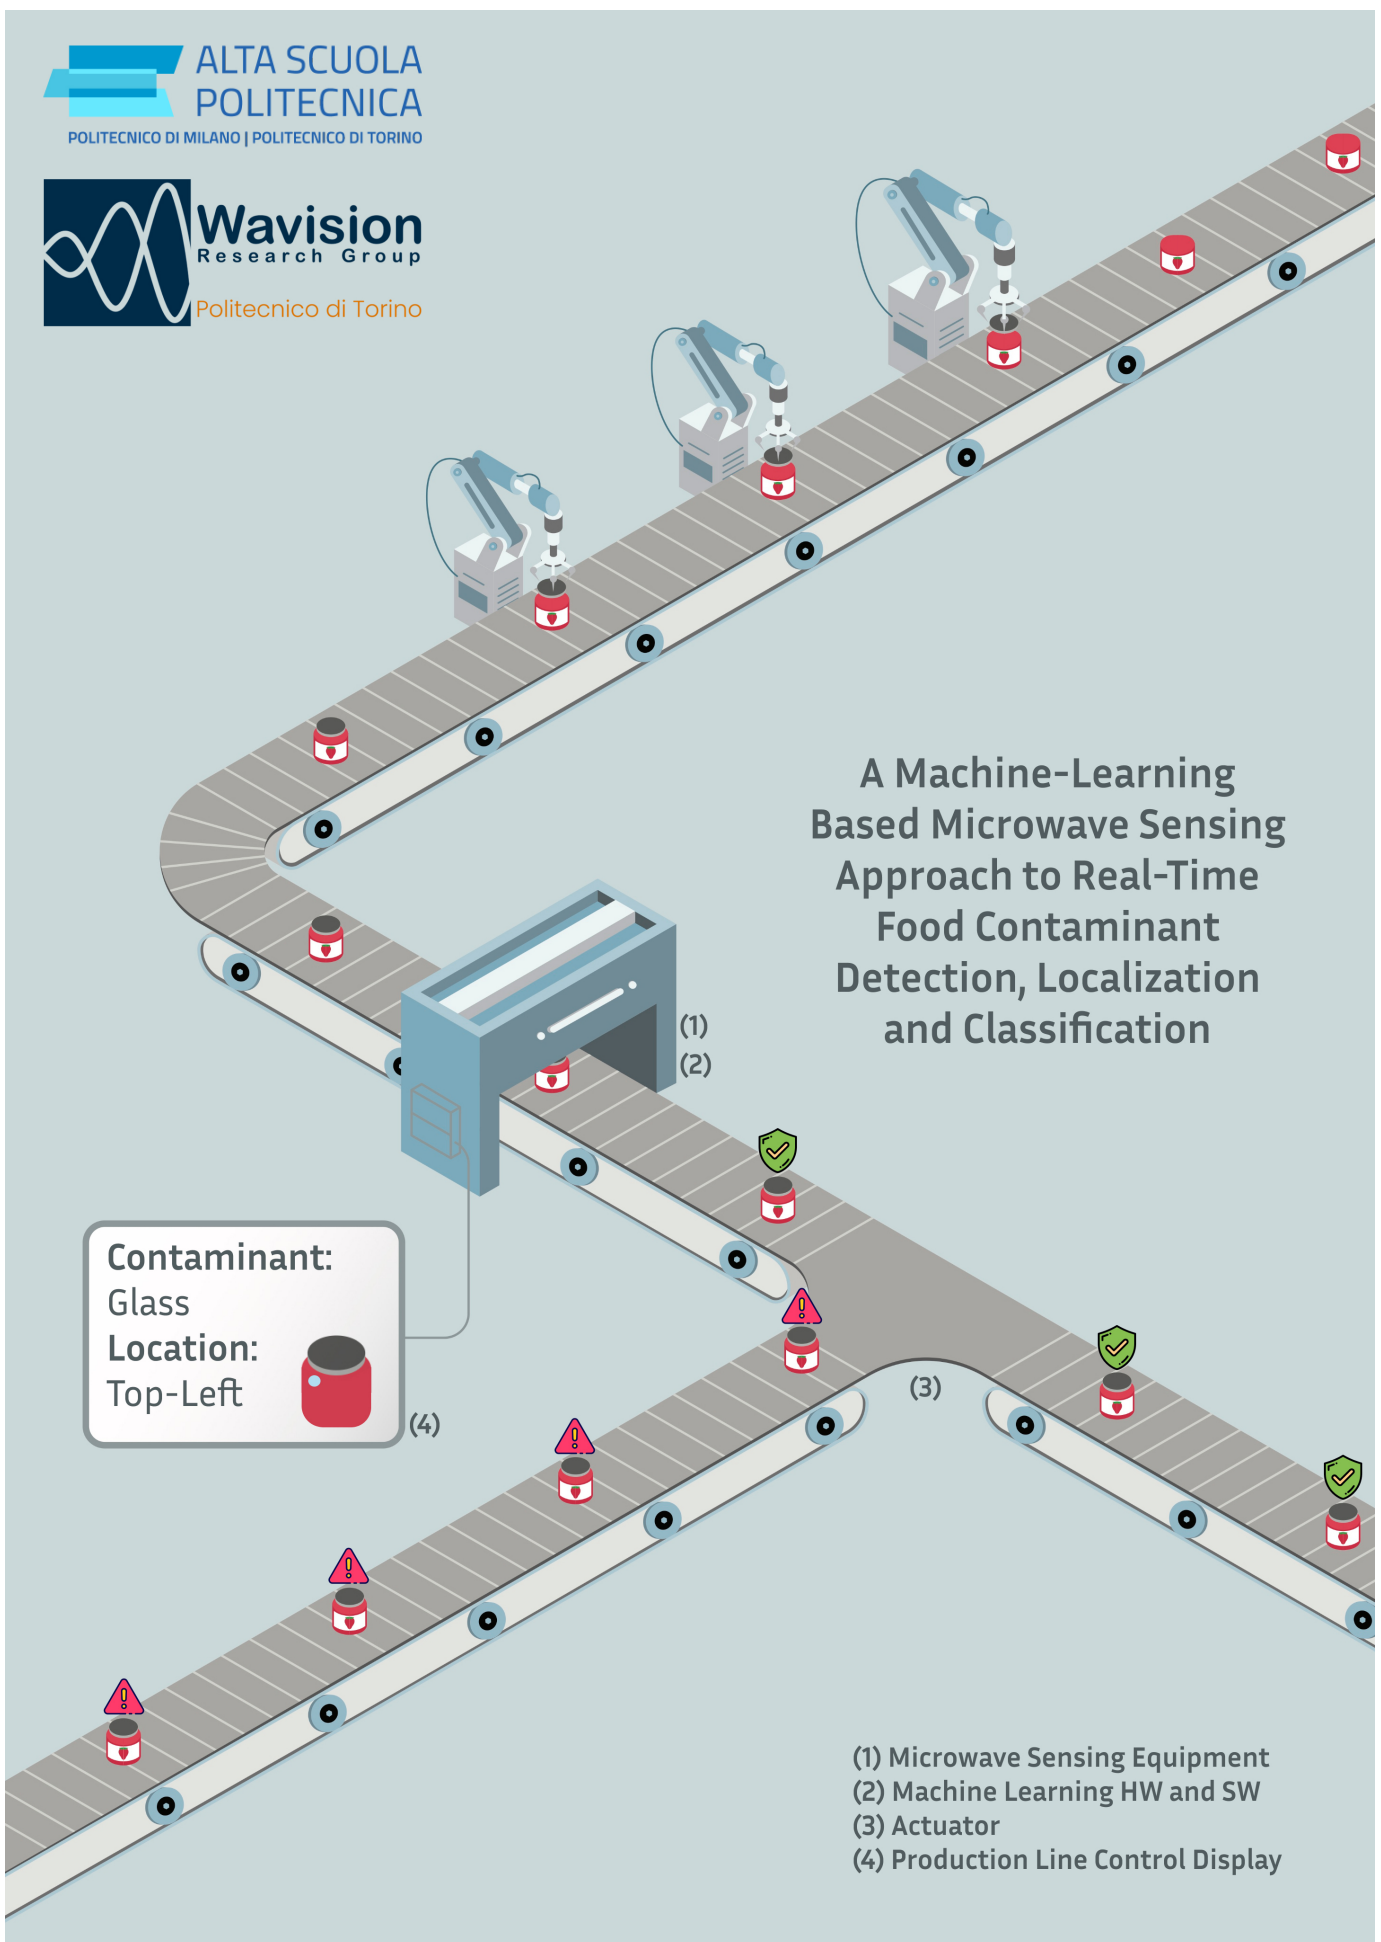 ALTA SCUOLA
POLITECNICA
POLITECNICO DI MILANO | POLITECNICO DI TORINO
Wavision
Research Group
Politecnico di Torino
A Machine-Learning
Based Microwave Sensing
Approach to Real-Time
Food Contaminant
Detection, Localization
and Classification
(1)
(2)
Contaminant:
Glass
Location:
Top-Left
(4)
(3)
(1) Microwave Sensing Equipment
(2) Machine Learning HW and SW
(3) Actuator
(4) Production Line Control Display